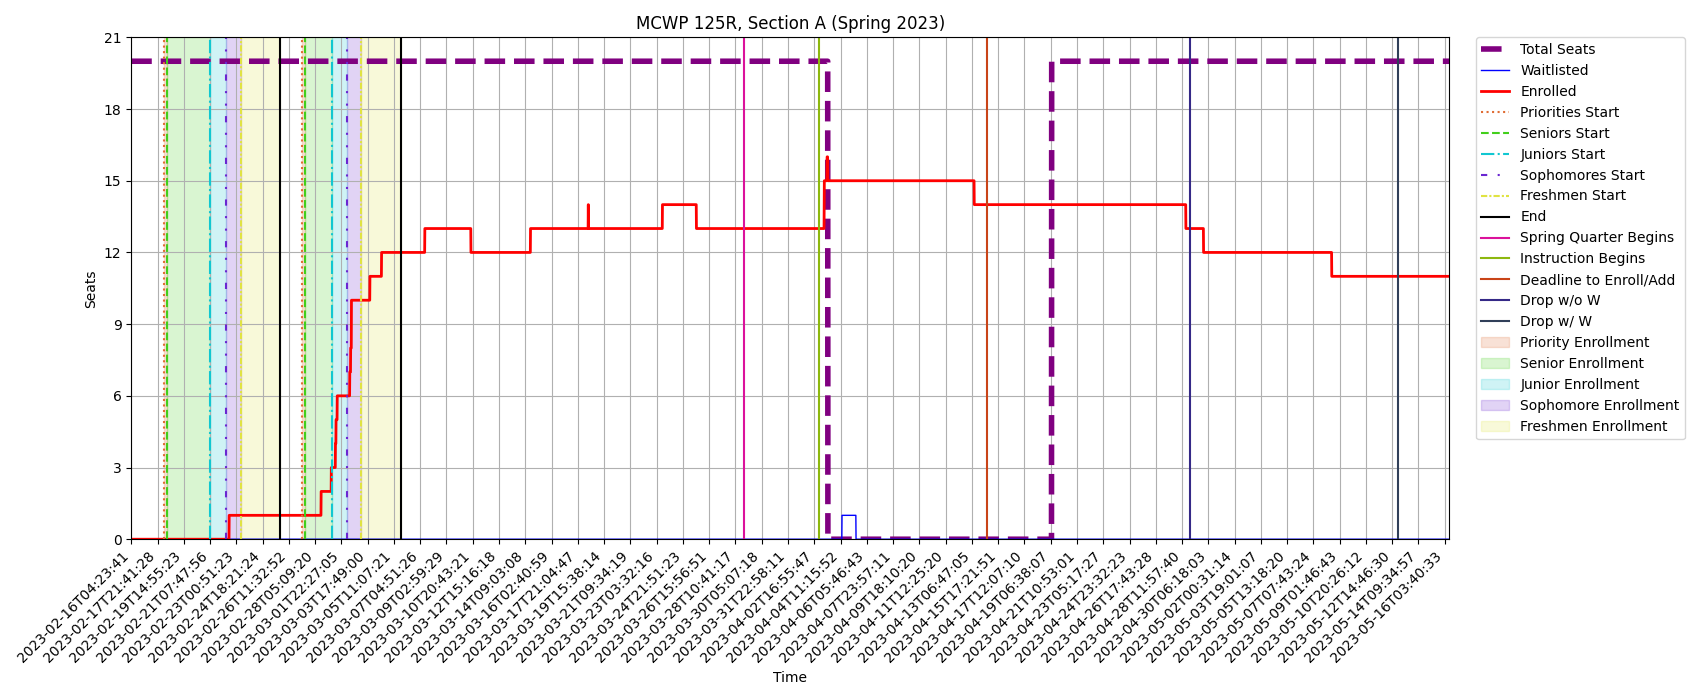 MCWP 125R, Section A (Spring 2023)
Seats
21
18
15
12
9
6
3
0
2023-02-16T04:23:41
2023-02-17T21:41:28
2023-02-19T14:55:23
2023-02-21T07:47:56
2023-02-23T00:51:23
2023-02-24T18:21:24
2023-02-26T11:32:52
2023-02-28T05:09:20
2023-03-01T22:27:05
2023-03-03T17:49:00
2023-03-05T11:07:21
2023-03-07T04:51:26
2023-03-09T02:59:29
2023-03-10T20:43:21
2023-03-12T15:16:18
2023-03-14T09:03:08
2023-03-16T02:40:59
2023-03-17T21:04:47
2023-03-19T15:38:14
2023-03-21T09:34:19
2023-03-23T03:32:16
2023-03-24T21:51:23
2023-03-26T15:56:51
2023-03-28T10:41:17
2023-03-30T05:07:18
2023-03-31T22:58:11
2023-04-02T16:55:47
2023-04-04T11:15:52
2023-04-06T05:46:43
2023-04-07T23:57:11
2023-04-09T18:10:20
2023-04-11T12:25:20
2023-04-13T06:47:05
2023-04-15T17:21:51
2023-04-17T12:07:10
2023-04-19T06:38:07
2023-04-21T10:53:01
2023-04-23T05:17:27
2023-04-24T23:32:23
2023-04-26T17:43:28
2023-04-28T11:57:40
2023-04-30T06:18:03
2023-05-02T00:31:14
2023-05-03T19:01:07
2023-05-05T13:18:20
2023-05-07T07:43:24
2023-05-09T01:46:43
2023-05-10T20:26:12
2023-05-12T14:46:30
2023-05-14T09:34:57
2023-05-16T03:40:33
Time
Total Seats
Waitlisted
Enrolled
Priorities Start
Seniors Start
Juniors Start
Sophomores Start
Freshmen Start
End
Spring Quarter Begins
Instruction Begins
Deadline to Enroll/Add
Drop w/o W
Drop w/ W
Priority Enrollment
Senior Enrollment
Junior Enrollment
Sophomore Enrollment
Freshmen Enrollment